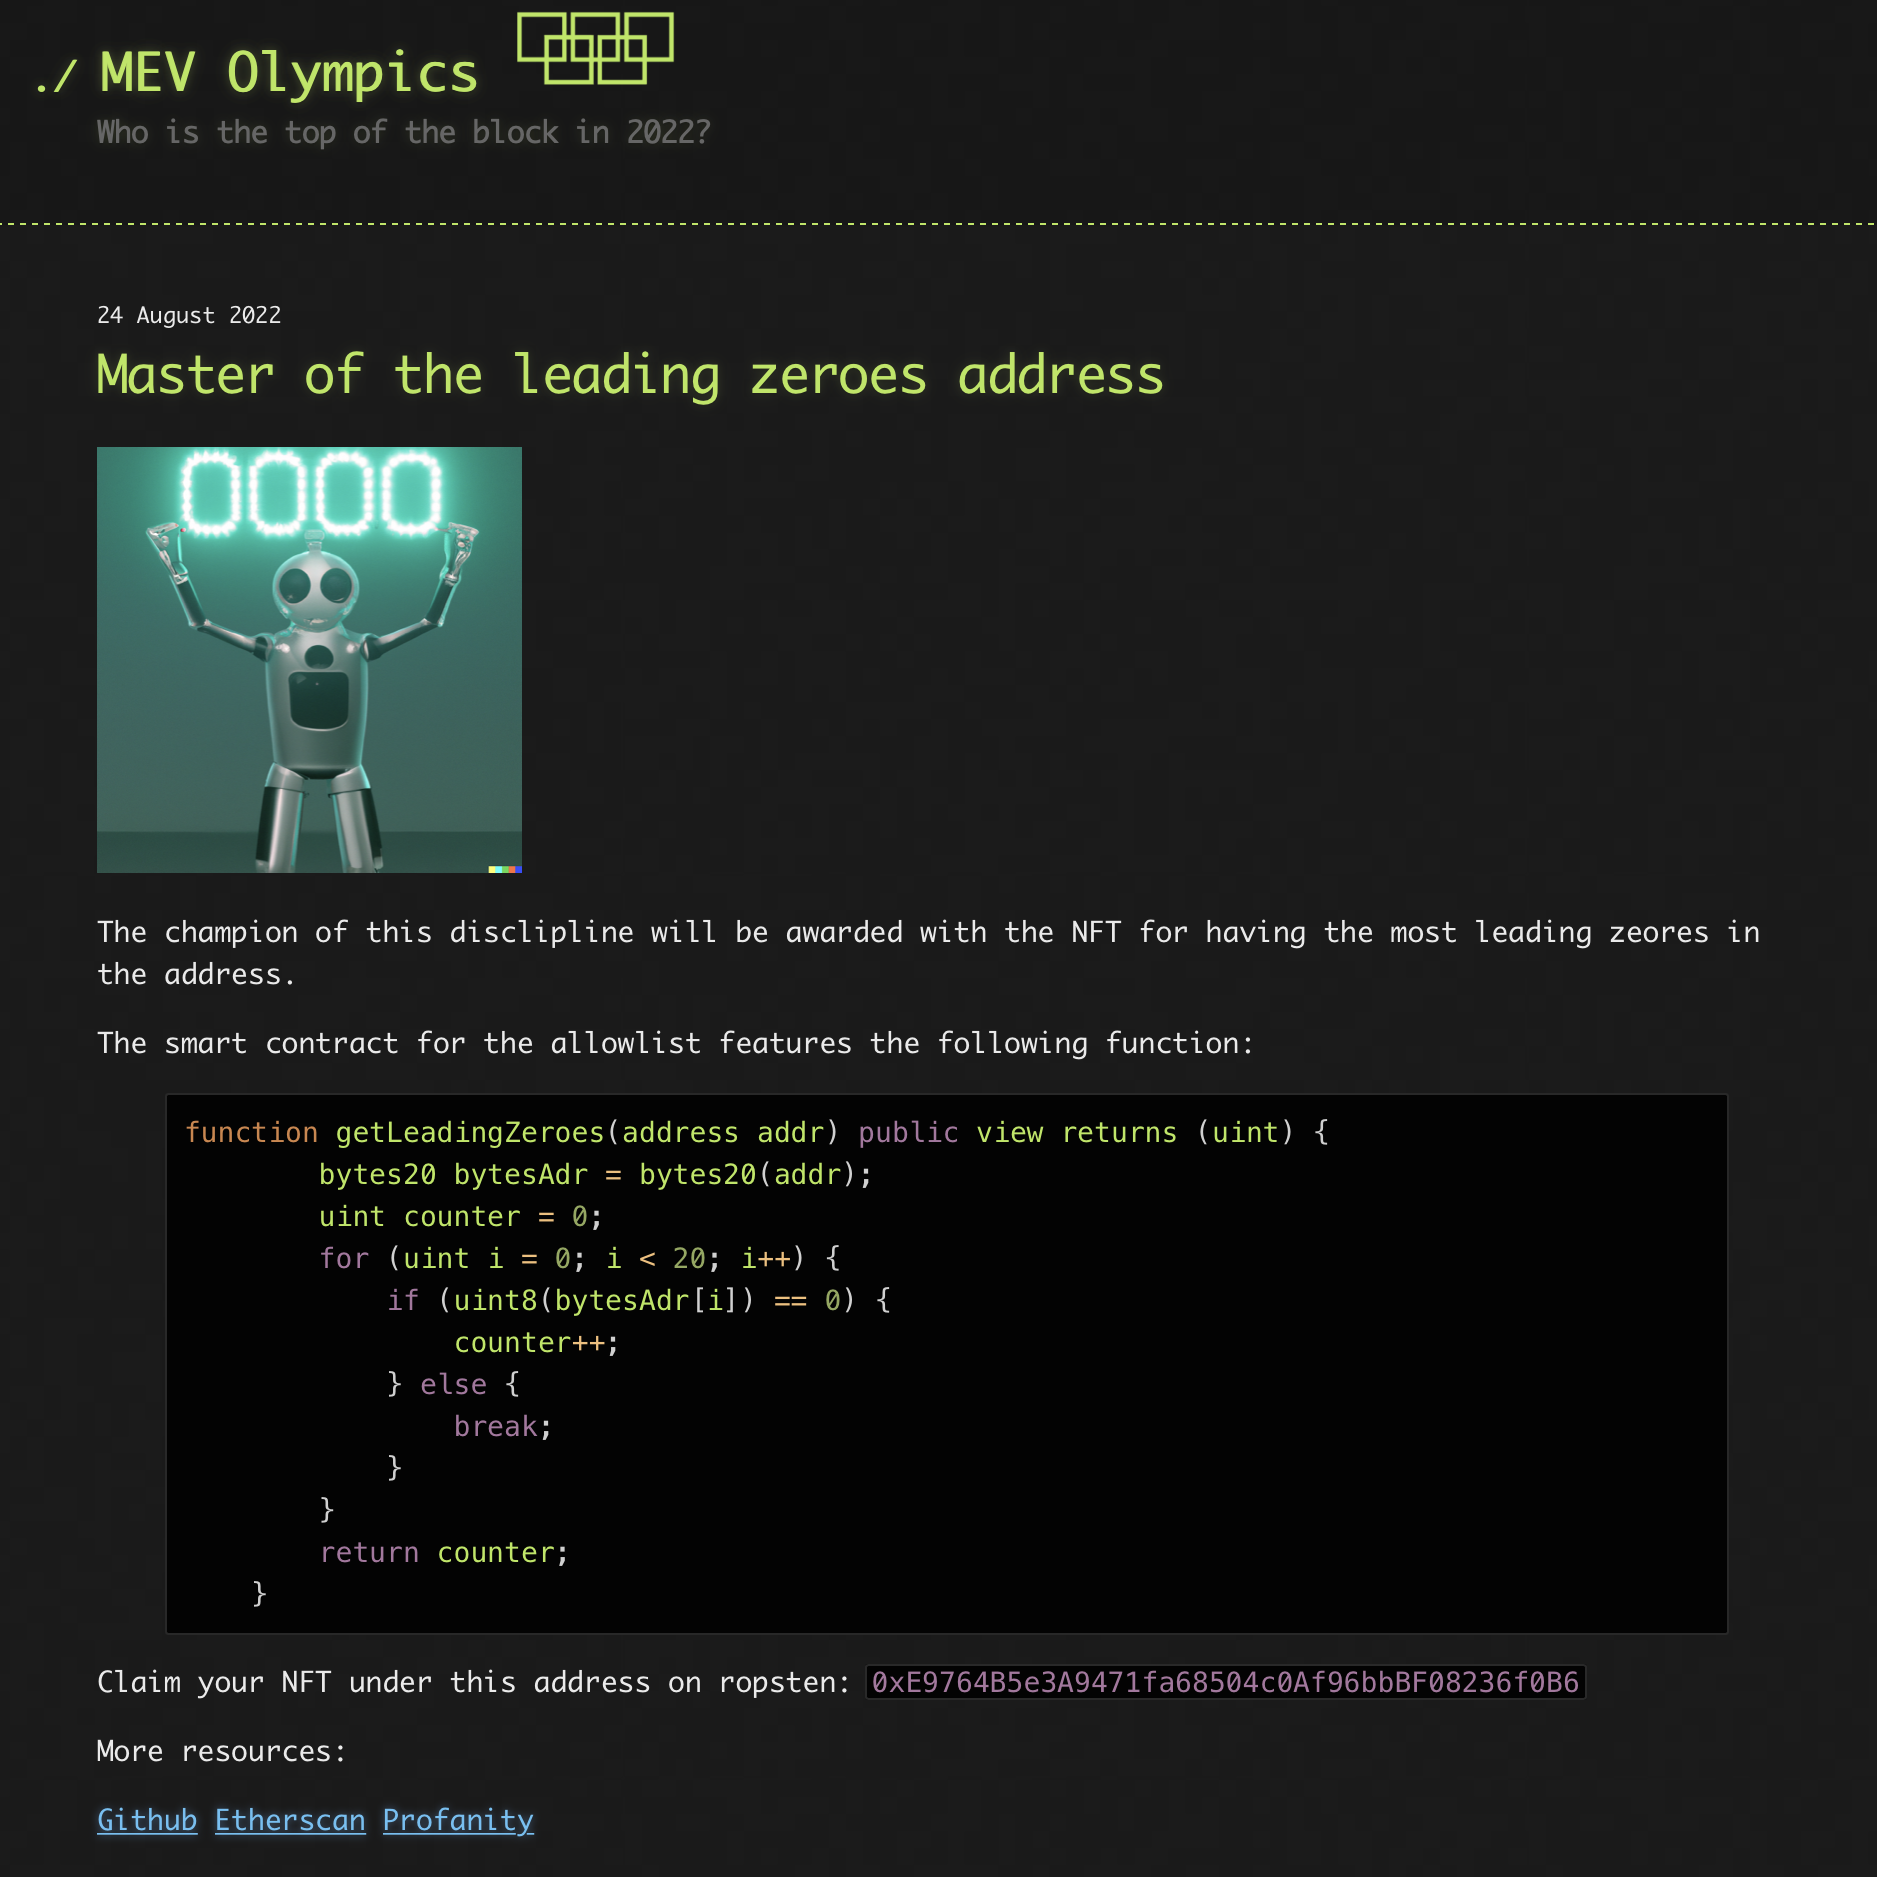 ./ MEV Olympics
Who is the top of the block in 2022?
24 August 2022
Master of the leading zeroes address
0000
The champion of this disclipline will be awarded with the NFT for having the most leading zeores in
the address.
The smart contract for the allowlist features the following function:
function getLeadingZeroes(address addr) public view returns (uint) {
        bytes20 bytesAdr = bytes20(addr);
        uint counter = 0;
        for (uint i = 0; i < 20; i++) {
            if (uint8(bytesAdr[i]) == 0) {
                counter++;
            } else {
                break;
            }
        }
        return counter;
    }
Claim your NFT under this address on ropsten: 0xE9764B5e3A9471fa68504c0Af96bbBF08236f0B6
More resources:
Github Etherscan Profanity